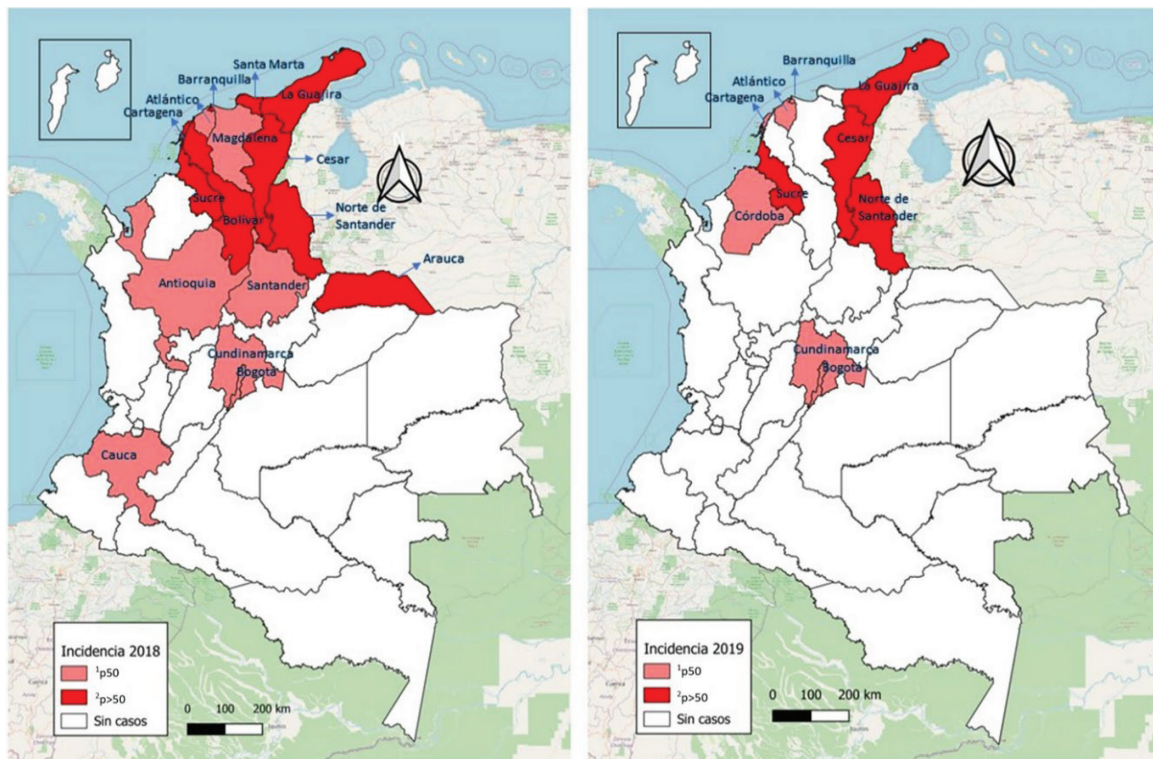 Santa Marta
Barranquilla
La Guajira
Atlántico
Cartagena
Magdalena
Cesar
Sucre
Bolívar
Norte de
Santander
Arauca
Antioquia
Santander
Cundinamarca
Bogotá
Cauca
Incidencia 2018
¹p50
²p>50
Sin casos
0 100 200 km
Barranquilla
Atlántico
Cartagena
La Guajira
Cesar
Sucre
Córdoba
Norte de
Santander
Cundinamarca
Bogotá
Incidencia 2019
¹p50
²p>50
Sin casos
0 100 200 km